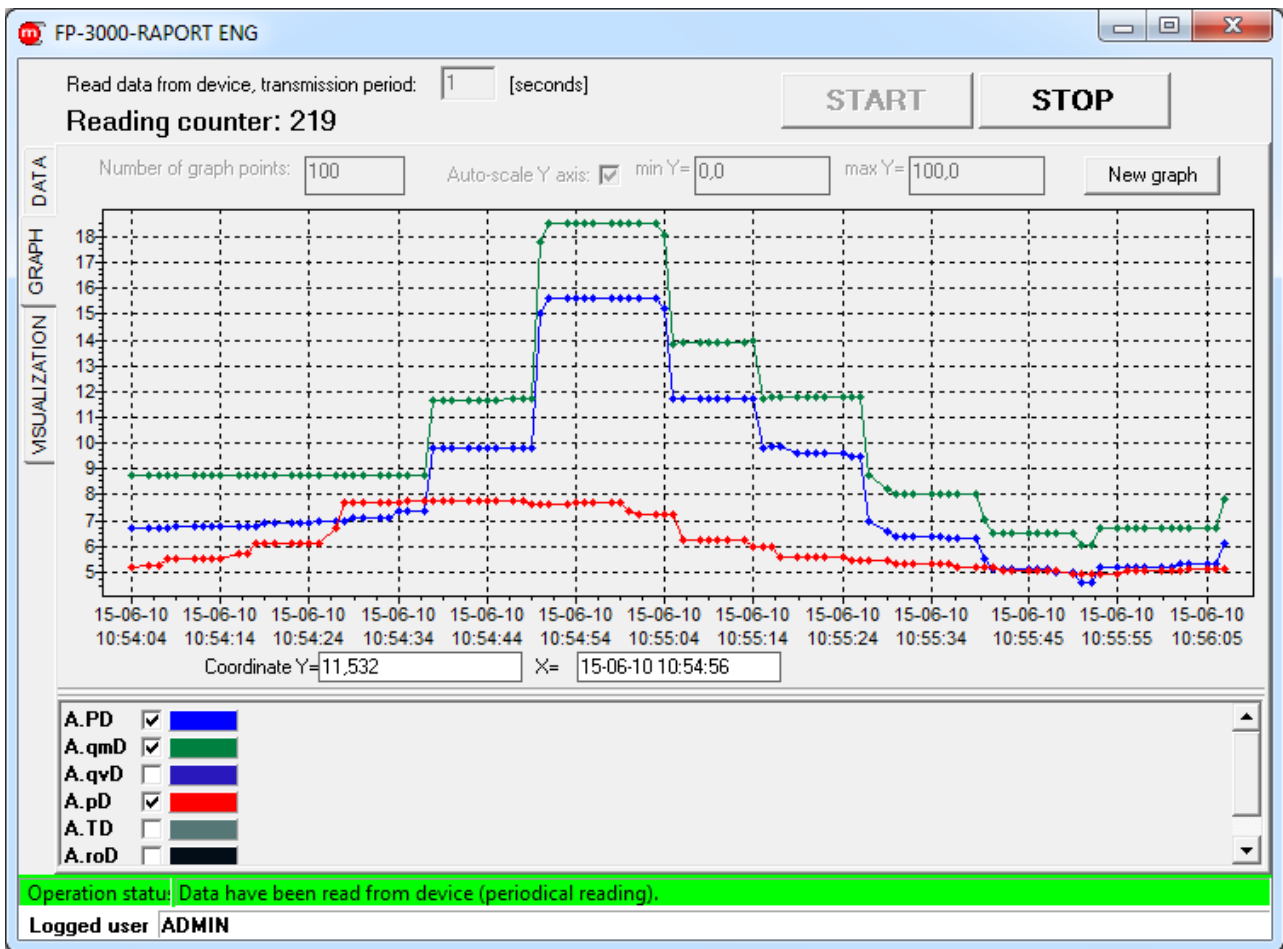 FP-3000-RAPORT ENG
Read data from device, transmission period: 1 [seconds]
START STOP
Reading counter: 219
DATA
GRAPH
VISUALIZATION
Number of graph points: 100 Auto-scale Y axis: min Y= 0,0 max Y= 100,0 New graph
18
17
16
15
14
13
12
11
10
9
8
7
6
5
15-06-10 15-06-10 15-06-10 15-06-10 15-06-10 15-06-10 15-06-10 15-06-10 15-06-10 15-06-10 15-06-10 15-06-10 15-06-10
10:54:04 10:54:14 10:54:24 10:54:34 10:54:44 10:54:54 10:55:04 10:55:14 10:55:24 10:55:34 10:55:45 10:55:55 10:56:05
Coordinate Y= 11,532 X= 15-06-10 10:54:56
A.PD
A.qmD
A.qvD
A.pD
A.TD
A.roD
Operation statu: Data have been read from device (periodical reading).
Logged user ADMIN